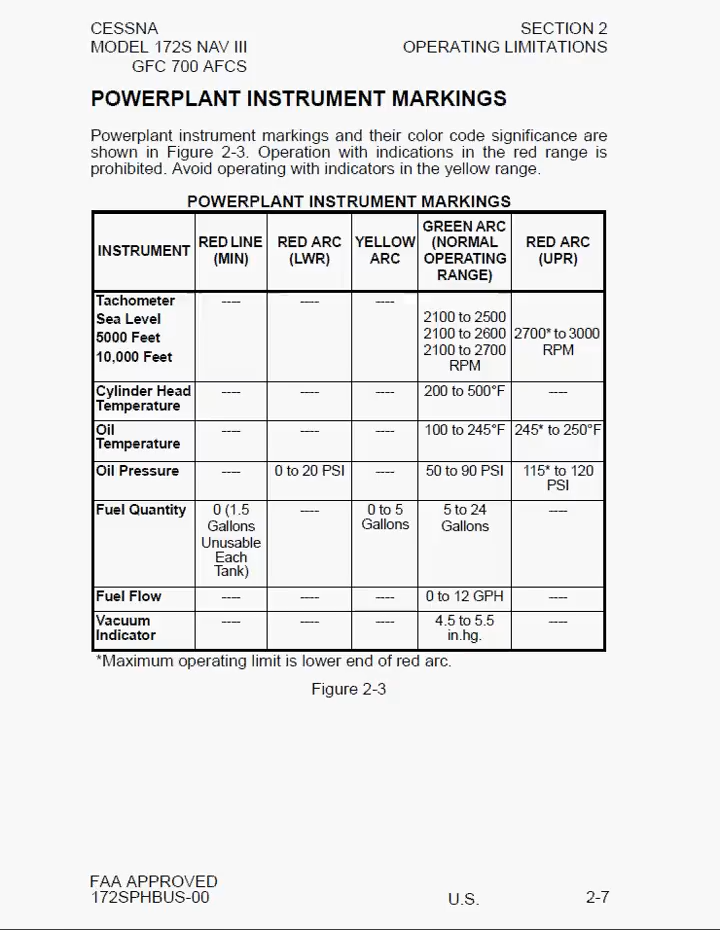 CESSNA SECTION 2
MODEL 172S NAV III OPERATING LIMITATIONS
GFC 700 AFCS
POWERPLANT INSTRUMENT MARKINGS
Powerplant instrument markings and their color code significance are
shown in Figure 2-3. Operation with indications in the red range is
prohibited. Avoid operating with indicators in the yellow range.
POWERPLANT INSTRUMENT MARKINGS
INSTRUMENT
RED LINE
(MIN)
RED ARC
(LWR)
YELLOW
ARC
GREEN ARC
(NORMAL
OPERATING
RANGE)
RED ARC
(UPR)
Tachometer
Sea Level
5000 Feet
10,000 Feet
----
----
----
2100 to 2500
2100 to 2600
2100 to 2700
RPM
2700* to 3000
RPM
Cylinder Head
Temperature
----
----
----
200 to 500°F
----
Oil
Temperature
----
----
----
100 to 245°F
245* to 250°F
Oil Pressure
----
0 to 20 PSI
----
50 to 90 PSI
115* to 120
PSI
Fuel Quantity
0 (1.5
Gallons
Unusable
Each
Tank)
----
0 to 5
Gallons
5 to 24
Gallons
----
Fuel Flow
----
----
----
0 to 12 GPH
----
Vacuum
Indicator
----
----
----
4.5 to 5.5
in.hg.
----
*Maximum operating limit is lower end of red arc.
Figure 2-3
FAA APPROVED
172SPHBUS-00 U.S. 2-7